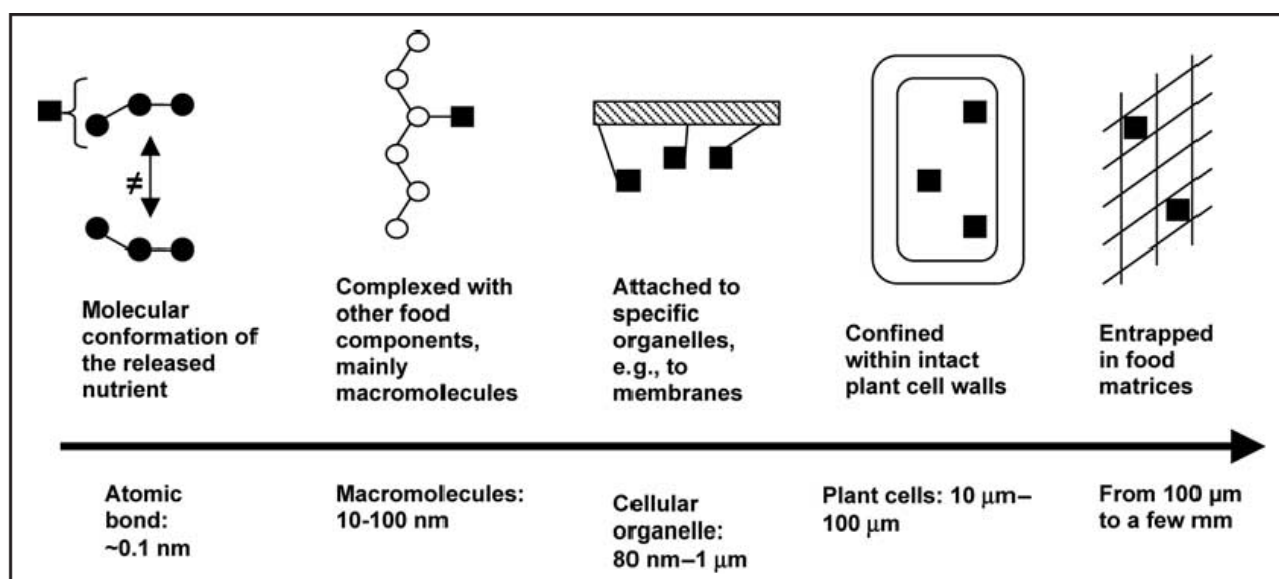 ≠
Molecular
conformation of
the released
nutrient
Complexed with
other food
components,
mainly
macromolecules
Attached to
specific
organelles,
e.g., to
membranes
Confined
within intact
plant cell walls
Entrapped
in food
matrices
Atomic
bond:
~0.1 nm
Macromolecules:
10-100 nm
Cellular
organelle:
80 nm–1 μm
Plant cells: 10 μm–
100 μm
From 100 μm
to a few mm